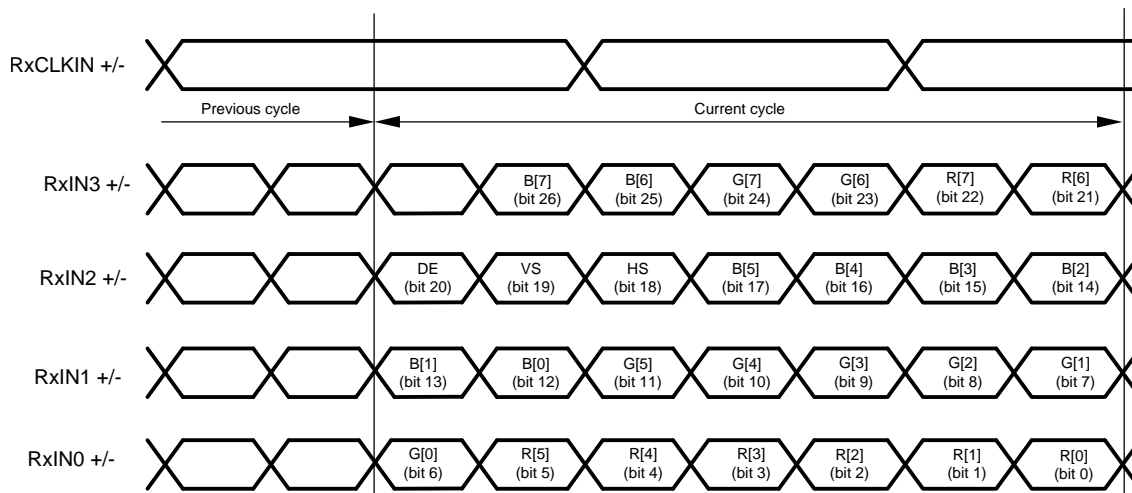 RxCLKIN +/-
Previous cycle
Current cycle
RxIN3 +/-
B[7] B[6] G[7] G[6] R[7] R[6]
(bit 26) (bit 25) (bit 24) (bit 23) (bit 22) (bit 21)
RxIN2 +/-
DE VS HS B[5] B[4] B[3] B[2]
(bit 20) (bit 19) (bit 18) (bit 17) (bit 16) (bit 15) (bit 14)
RxIN1 +/-
B[1] B[0] G[5] G[4] G[3] G[2] G[1]
(bit 13) (bit 12) (bit 11) (bit 10) (bit 9) (bit 8) (bit 7)
RxIN0 +/-
G[0] R[5] R[4] R[3] R[2] R[1] R[0]
(bit 6) (bit 5) (bit 4) (bit 3) (bit 2) (bit 1) (bit 0)